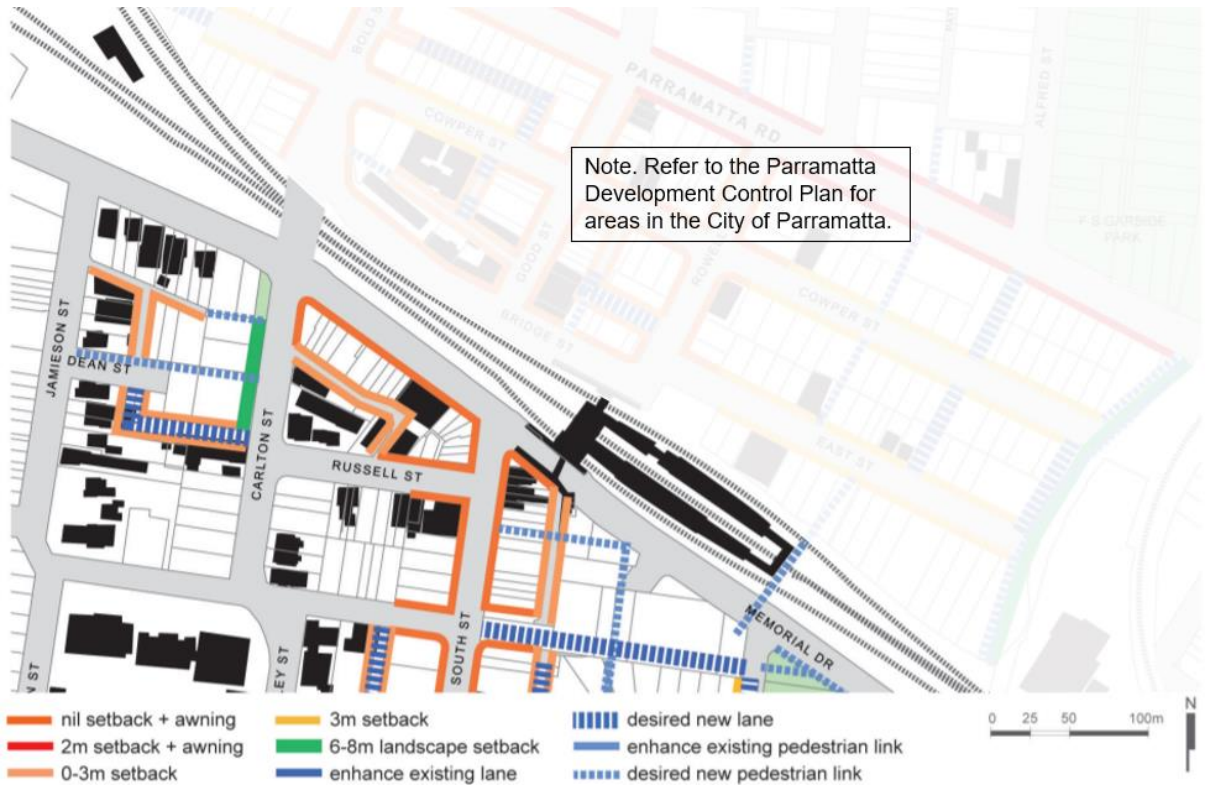 BOLD S
PARRAMATTA RD
ALFRED ST
COWPER ST
Note. Refer to the Parramatta
Development Control Plan for
areas in the City of Parramatta.
F S GARSIDE
PARK
GOOD ST
ROWELL
BRIDGE ST
COWPER ST
EAST ST
JAMIESON ST
DEAN ST
CARLTON ST
RUSSELL ST
MEMORIAL DR
SOUTH ST
N ST
LEY ST
nil setback + awning
2m setback + awning
0-3m setback
3m setback
6-8m landscape setback
enhance existing lane
desired new lane
enhance existing pedestrian link
desired new pedestrian link
0 25 50 100m
N